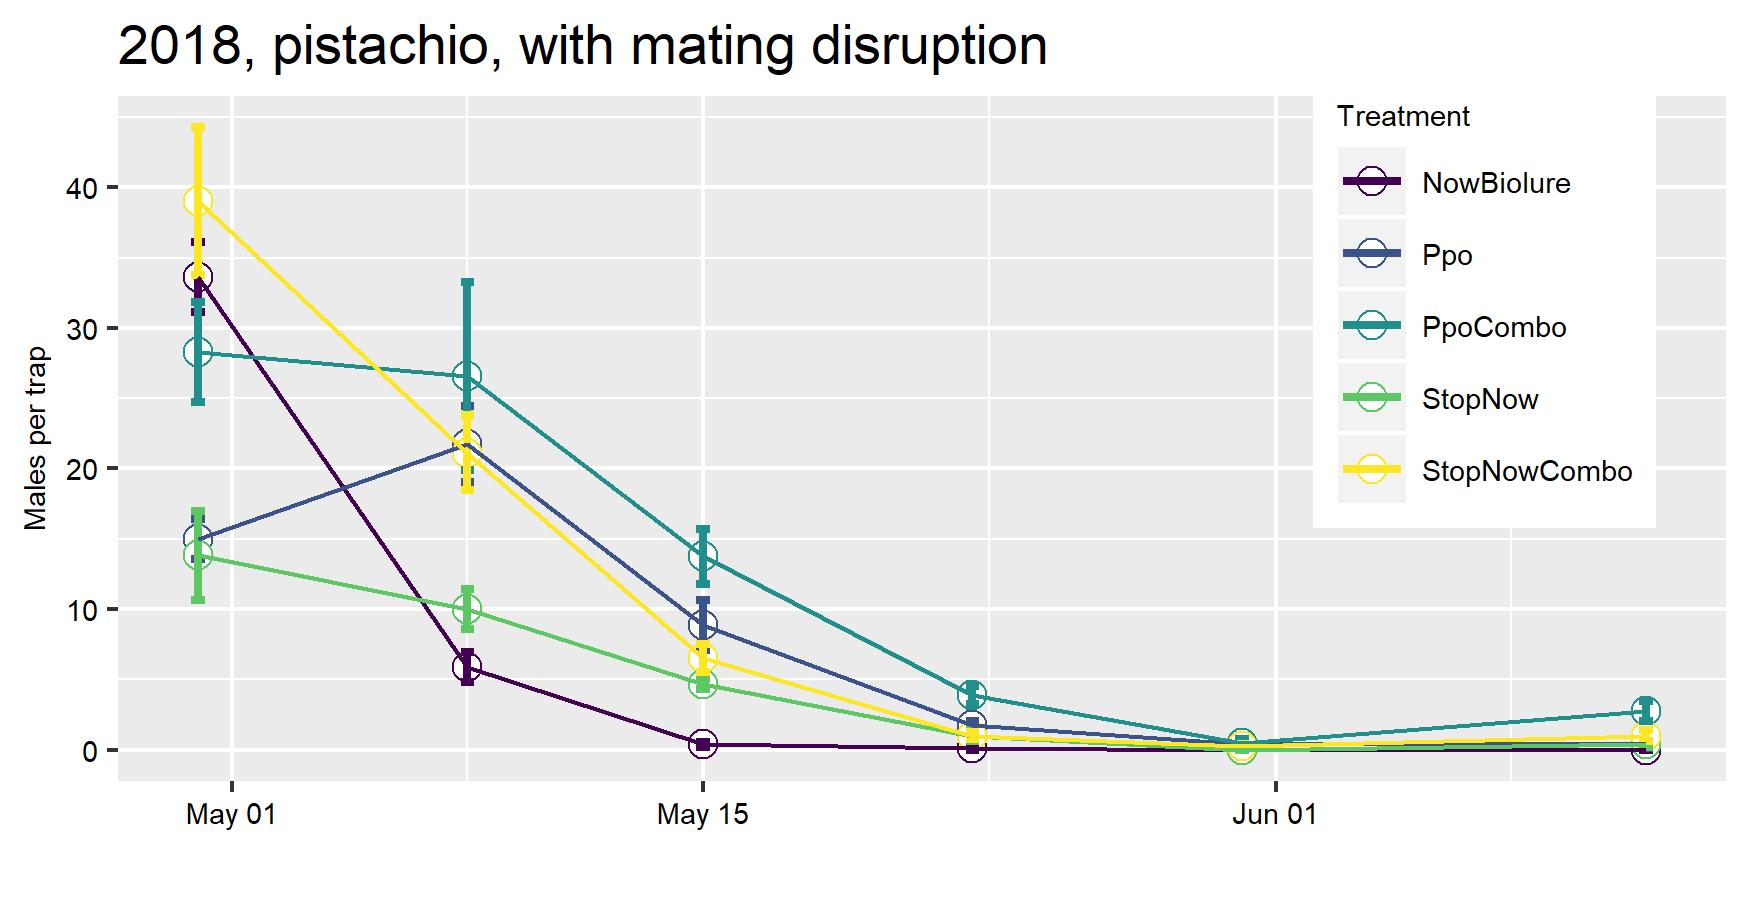 2018, pistachio, with mating disruption
Males per trap
40
30
20
10
0
May 01
May 15
Jun 01
Treatment
NowBiolure
Ppo
PpoCombo
StopNow
StopNowCombo